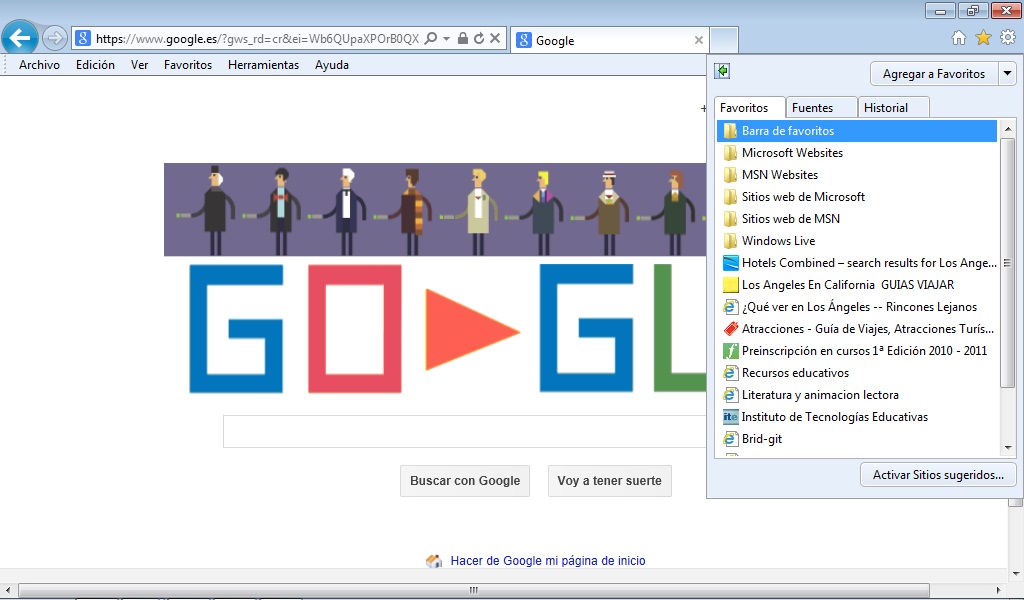 https://www.google.es/?gws_rd=cr&ei=Wb6QUpaXPOrB0QX
Google
Archivo Edición Ver Favoritos Herramientas Ayuda
Agregar a Favoritos
Favoritos Fuentes Historial
Barra de favoritos
Microsoft Websites
MSN Websites
Sitios web de Microsoft
Sitios web de MSN
Windows Live
Hotels Combined – search results for Los Ange...
Los Angeles En California GUIAS VIAJAR
¿Qué ver en Los Ángeles -- Rincones Lejanos
Atracciones - Guía de Viajes, Atracciones Turís...
Preinscripción en cursos 1ª Edición 2010 - 2011
Recursos educativos
Literatura y animacion lectora
ite Instituto de Tecnologías Educativas
Brid-git
Activar Sitios sugeridos...
GO GL
Buscar con Google Voy a tener suerte
Hacer de Google mi página de inicio